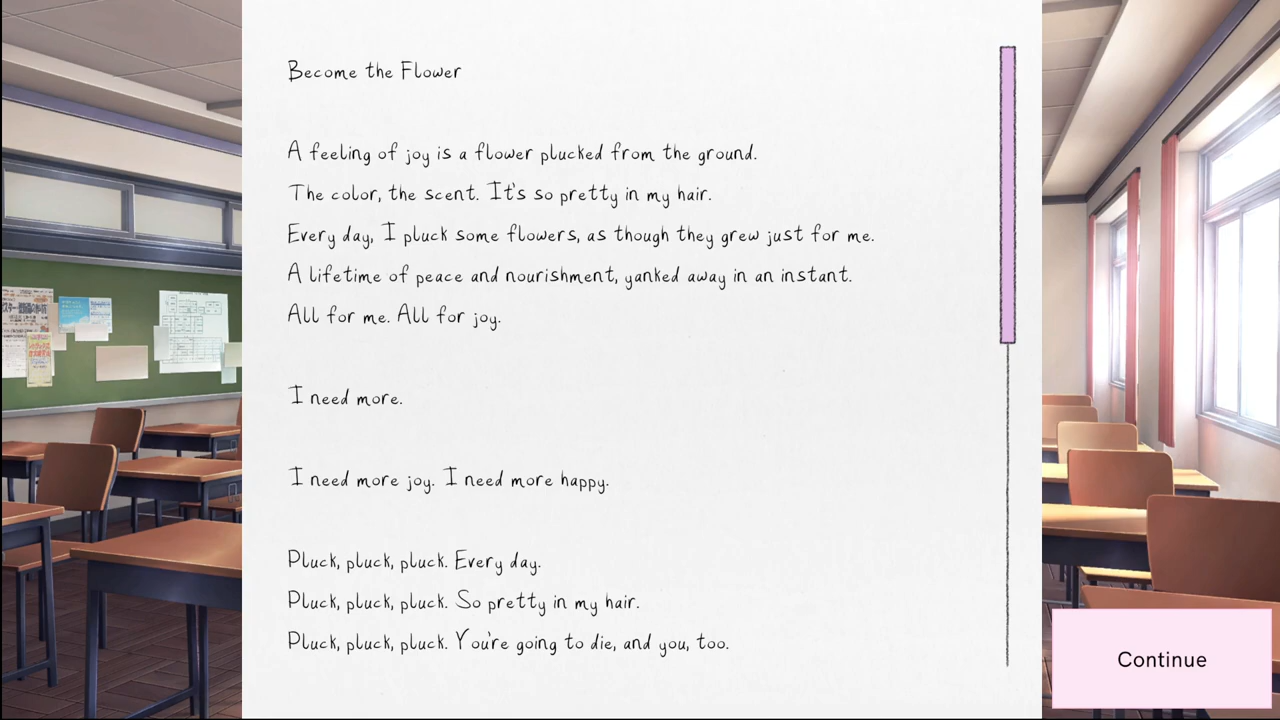 Become the Flower
A feeling of joy is a flower plucked from the ground.
The color, the scent. It's so pretty in my hair.
Every day, I pluck some flowers, as though they grew just for me.
A lifetime of peace and nourishment, yanked away in an instant.
All for me. All for joy.
I need more.
I need more joy. I need more happy.
Pluck, pluck, pluck. Every day.
Pluck, pluck, pluck. So pretty in my hair.
Pluck, pluck, pluck. You're going to die, and you, too.
Continue